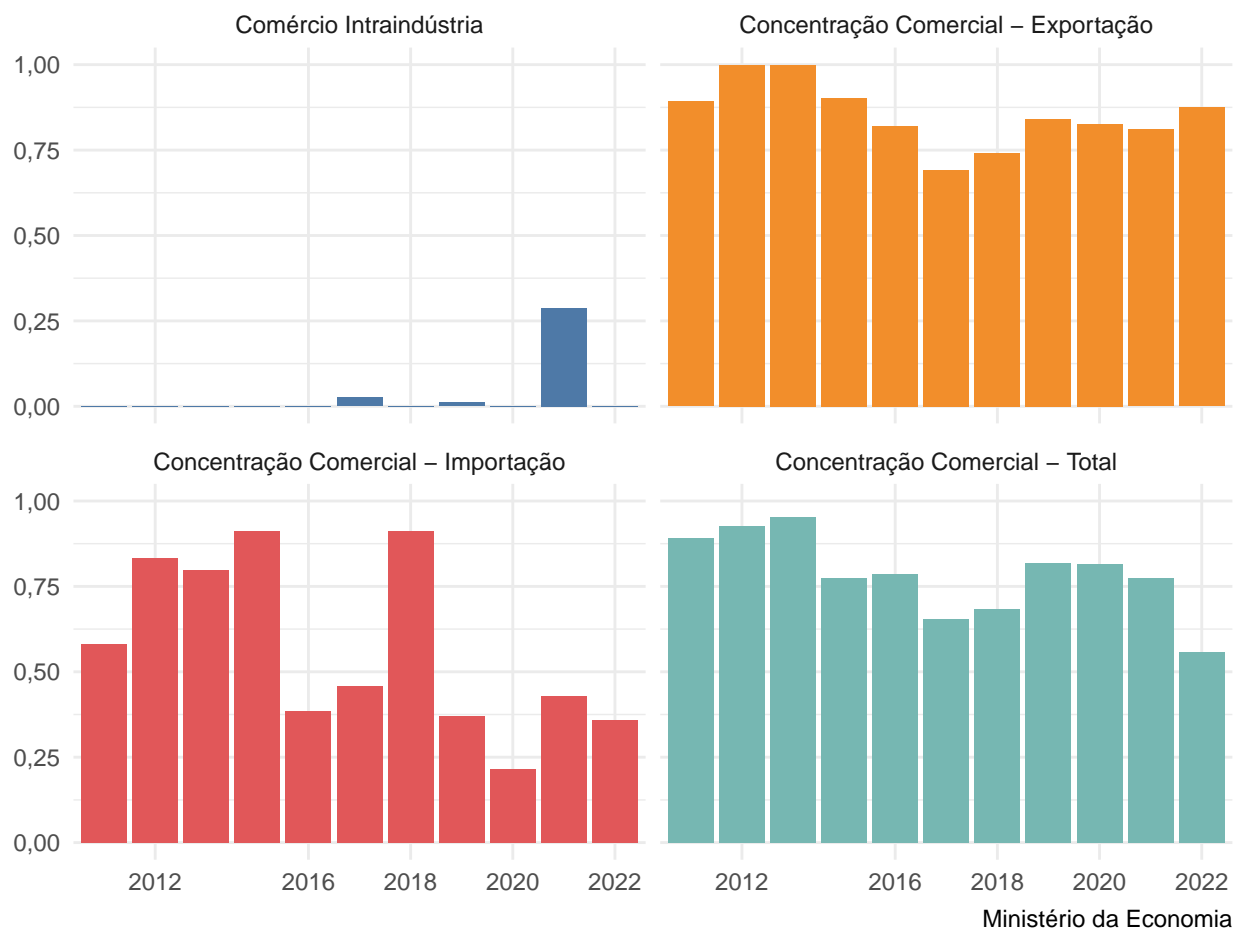 Comércio Intraindústria
Concentração Comercial – Exportação
1,00
0,75
0,50
0,25
0,00
Concentração Comercial – Importação
Concentração Comercial – Total
1,00
0,75
0,50
0,25
0,00
2012 2016 2018 2020 2022
2012 2016 2018 2020 2022
Ministério da Economia